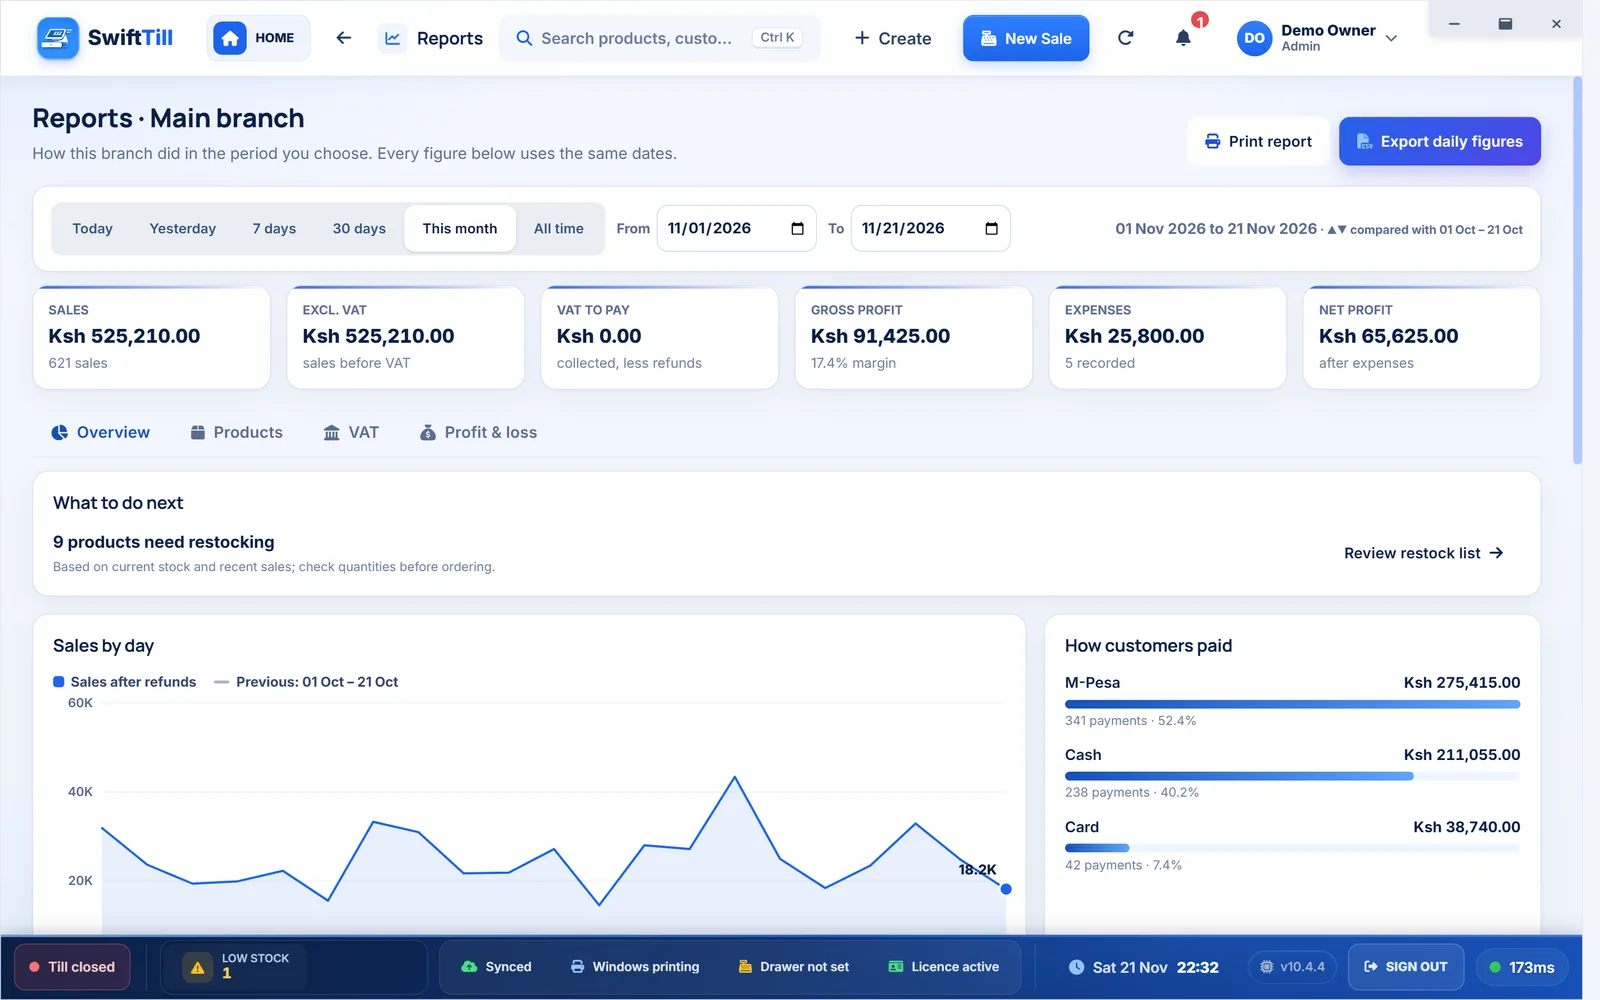 SwiftTill
HOME
Reports
Search products, custo...
Ctrl K
Create
New Sale
1
DO
Demo Owner
Admin
Reports · Main branch
How this branch did in the period you choose. Every figure below uses the same dates.
Print report
Export daily figures
Today
Yesterday
7 days
30 days
This month
All time
From
11/01/2026
To
11/21/2026
01 Nov 2026 to 21 Nov 2026 · ▲▼ compared with 01 Oct – 21 Oct
SALES
Ksh 525,210.00
621 sales
EXCL. VAT
Ksh 525,210.00
sales before VAT
VAT TO PAY
Ksh 0.00
collected, less refunds
GROSS PROFIT
Ksh 91,425.00
17.4% margin
EXPENSES
Ksh 25,800.00
5 recorded
NET PROFIT
Ksh 65,625.00
after expenses
Overview
Products
VAT
Profit & loss
What to do next
9 products need restocking
Based on current stock and recent sales; check quantities before ordering.
Review restock list
Sales by day
Sales after refunds
Previous: 01 Oct – 21 Oct
60K
40K
20K
18.2K
How customers paid
M-Pesa
Ksh 275,415.00
341 payments · 52.4%
Cash
Ksh 211,055.00
238 payments · 40.2%
Card
Ksh 38,740.00
42 payments · 7.4%
Till closed
LOW STOCK
1
Synced
Windows printing
Drawer not set
Licence active
Sat 21 Nov 22:32
v10.4.4
SIGN OUT
173ms